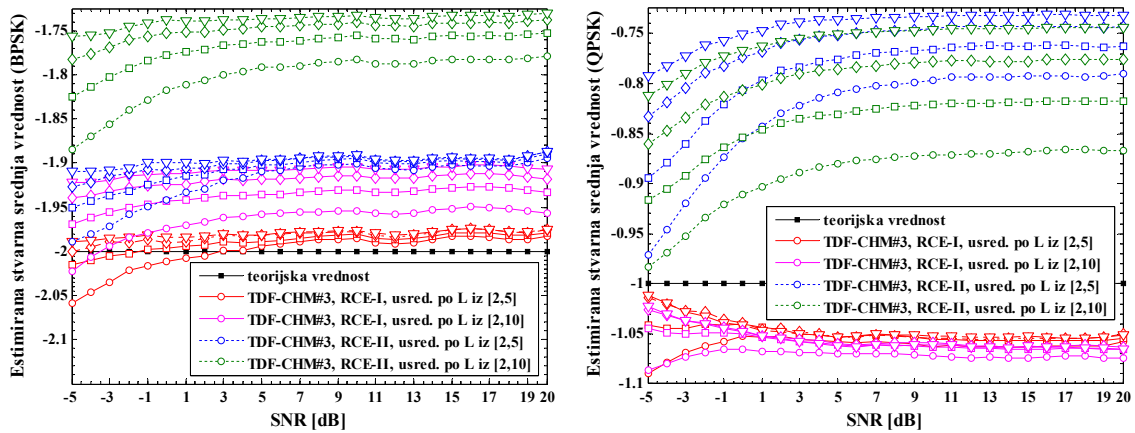 Estimirana stvarna srednja vrednost (BPSK)
-1.75
-1.8
-1.85
-1.9
-1.95
-2
-2.05
-2.1
teorijska vrednost
TDF-CHM#3, RCE-I, usred. po L iz [2,5]
TDF-CHM#3, RCE-I, usred. po L iz [2,10]
TDF-CHM#3, RCE-II, usred. po L iz [2,5]
TDF-CHM#3, RCE-II, usred. po L iz [2,10]
-5 -3 -1 1 3 5 7 9 11 13 15 17 19 20
SNR [dB]
Estimirana stvarna srednja vrednost (QPSK)
-0.75
-0.8
-0.85
-0.9
-0.95
-1
-1.05
-1.1
teorijska vrednost
TDF-CHM#3, RCE-I, usred. po L iz [2,5]
TDF-CHM#3, RCE-I, usred. po L iz [2,10]
TDF-CHM#3, RCE-II, usred. po L iz [2,5]
TDF-CHM#3, RCE-II, usred. po L iz [2,10]
-5 -3 -1 1 3 5 7 9 11 13 15 17 19 20
SNR [dB]